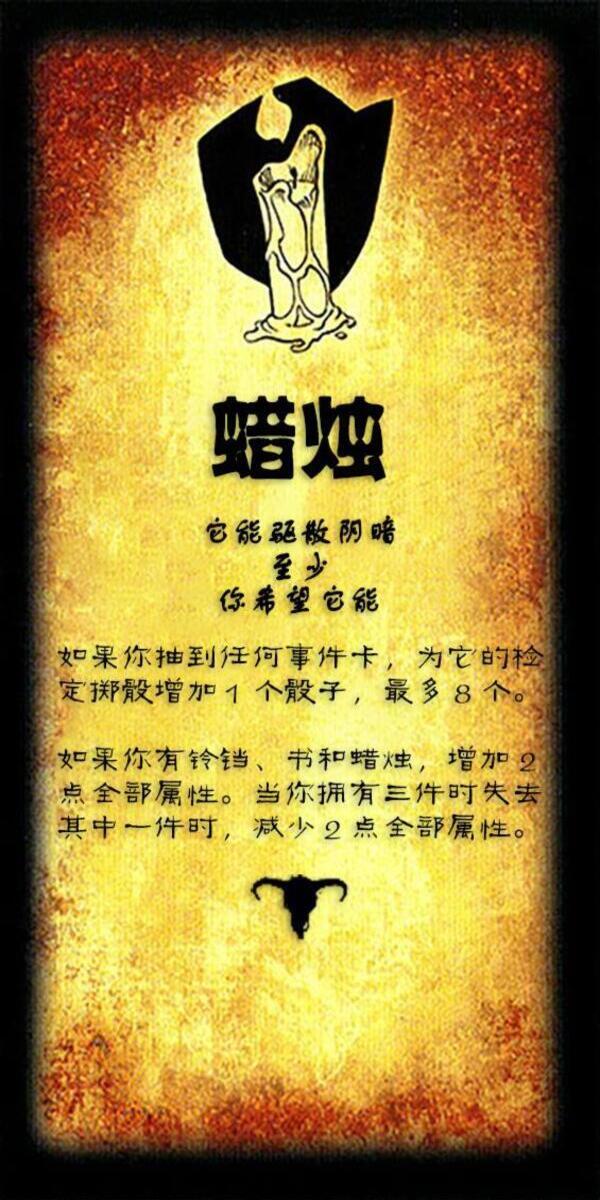 蜡烛
它能驱散阴暗
至少
你希望它能
如果你抽到任何事件卡，为它的检
定掷骰增加1个骰子，最多8个。
如果你有铃铛、书和蜡烛，增加2
点全部属性。当你拥有三件时失去
其中一件时，减少2点全部属性。